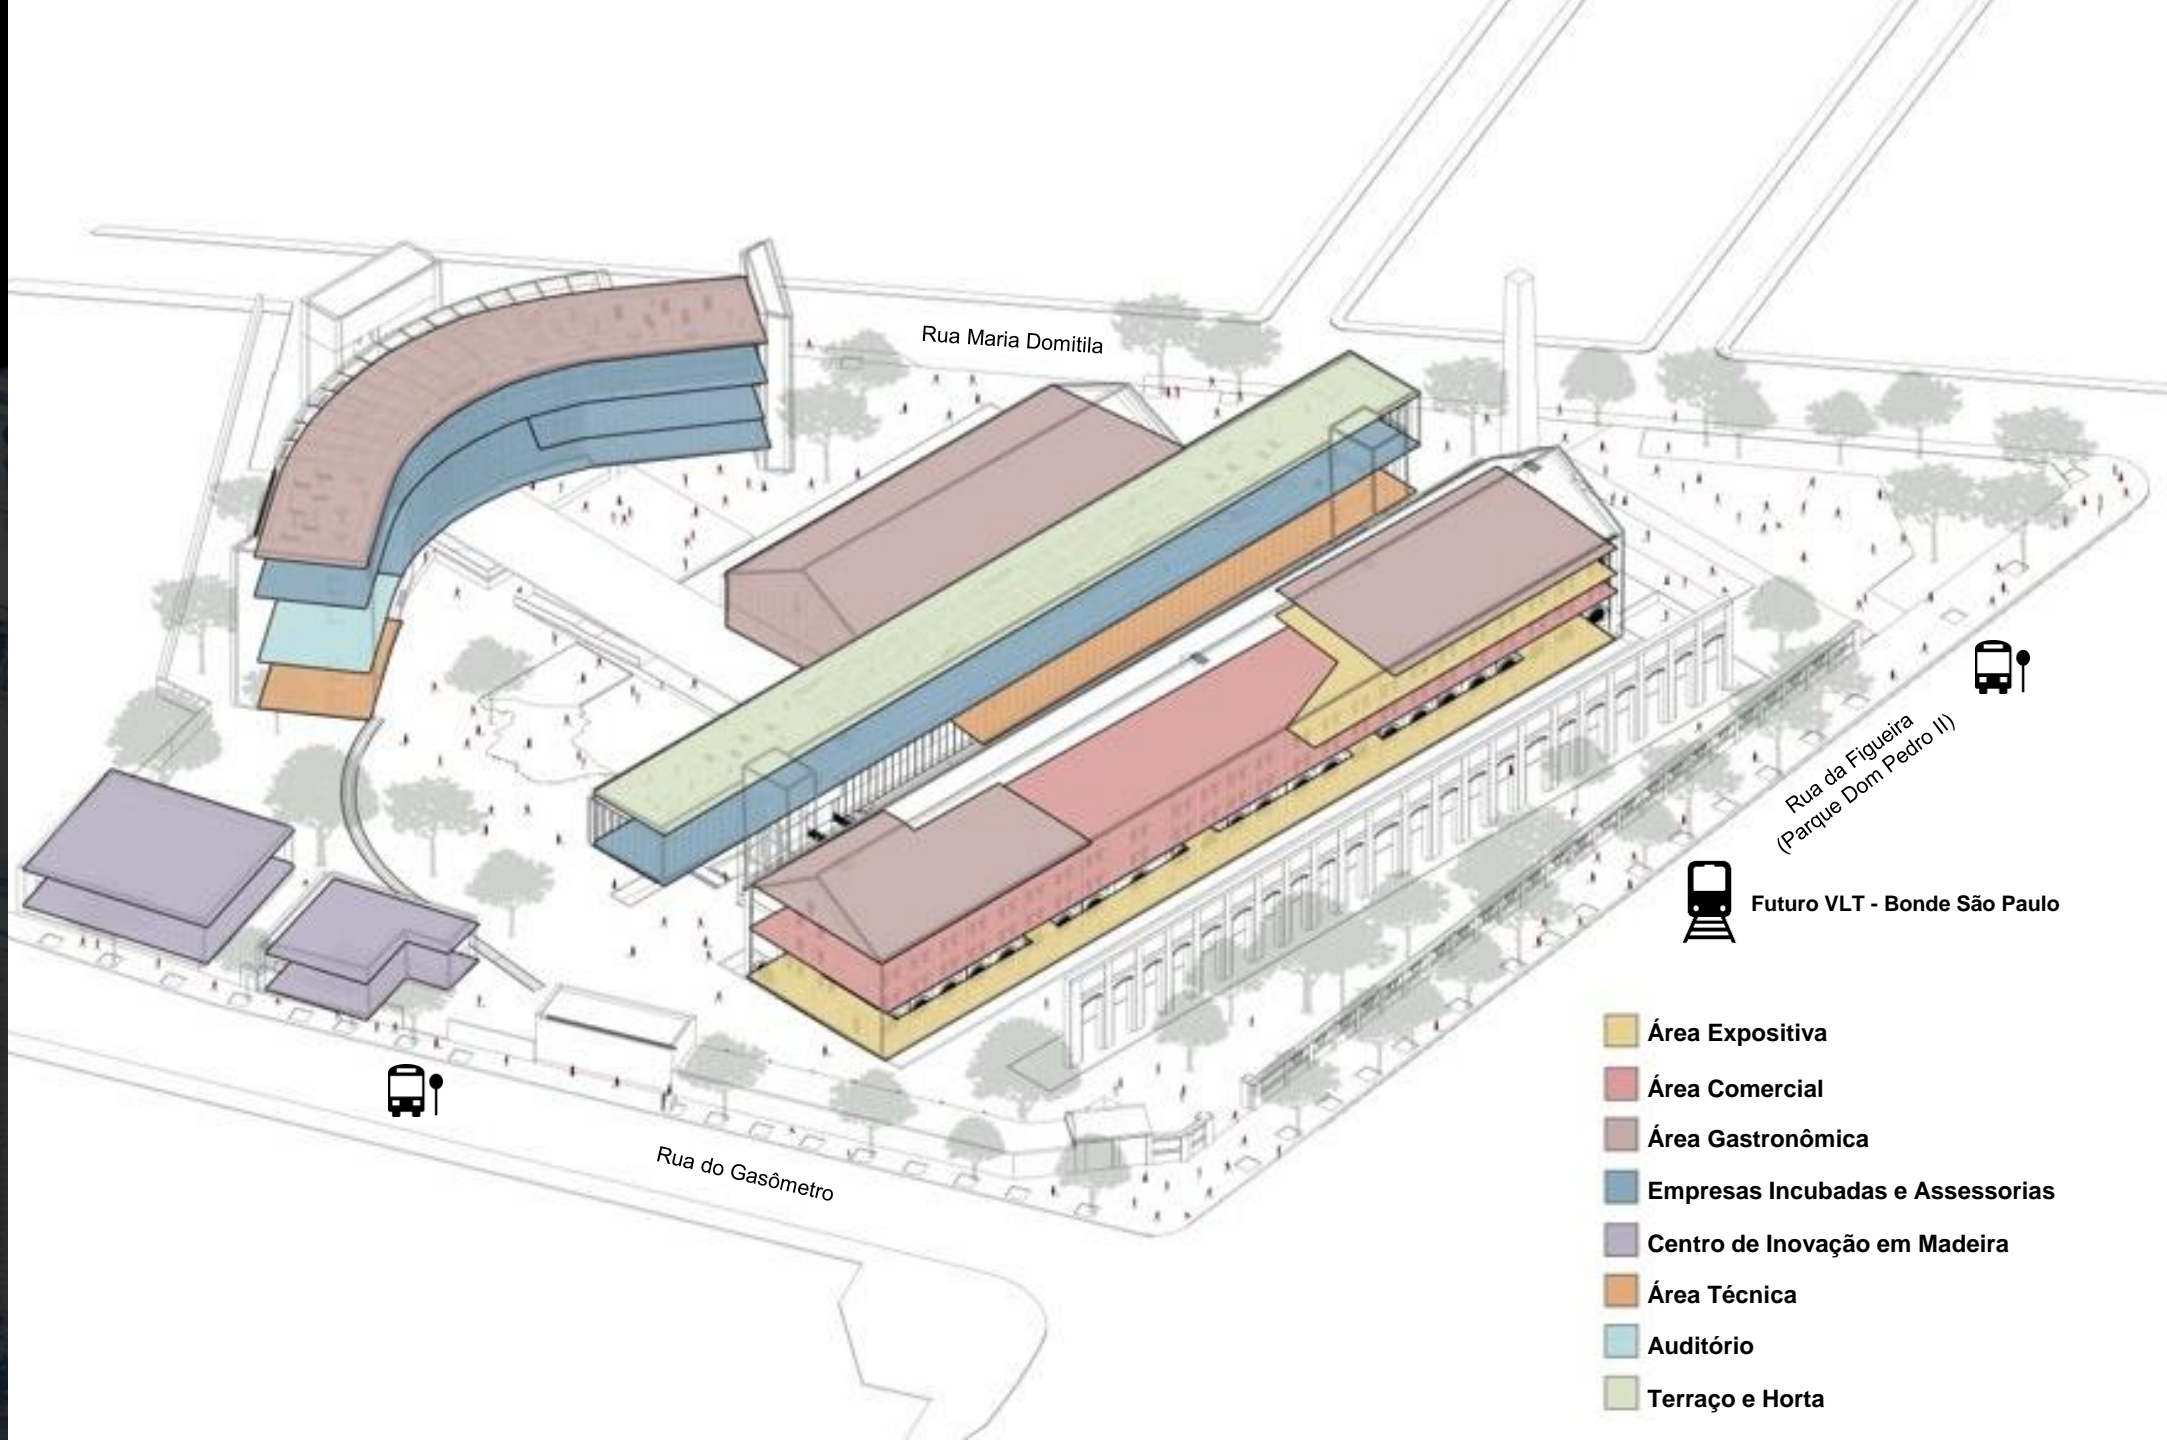 Rua Maria Domitila
Rua da Figueira
(Parque Dom Pedro II)
Futuro VLT - Bonde São Paulo
Rua do Gasômetro
Área Expositiva
Área Comercial
Área Gastronômica
Empresas Incubadas e Assessorias
Centro de Inovação em Madeira
Área Técnica
Auditório
Terraço e Horta